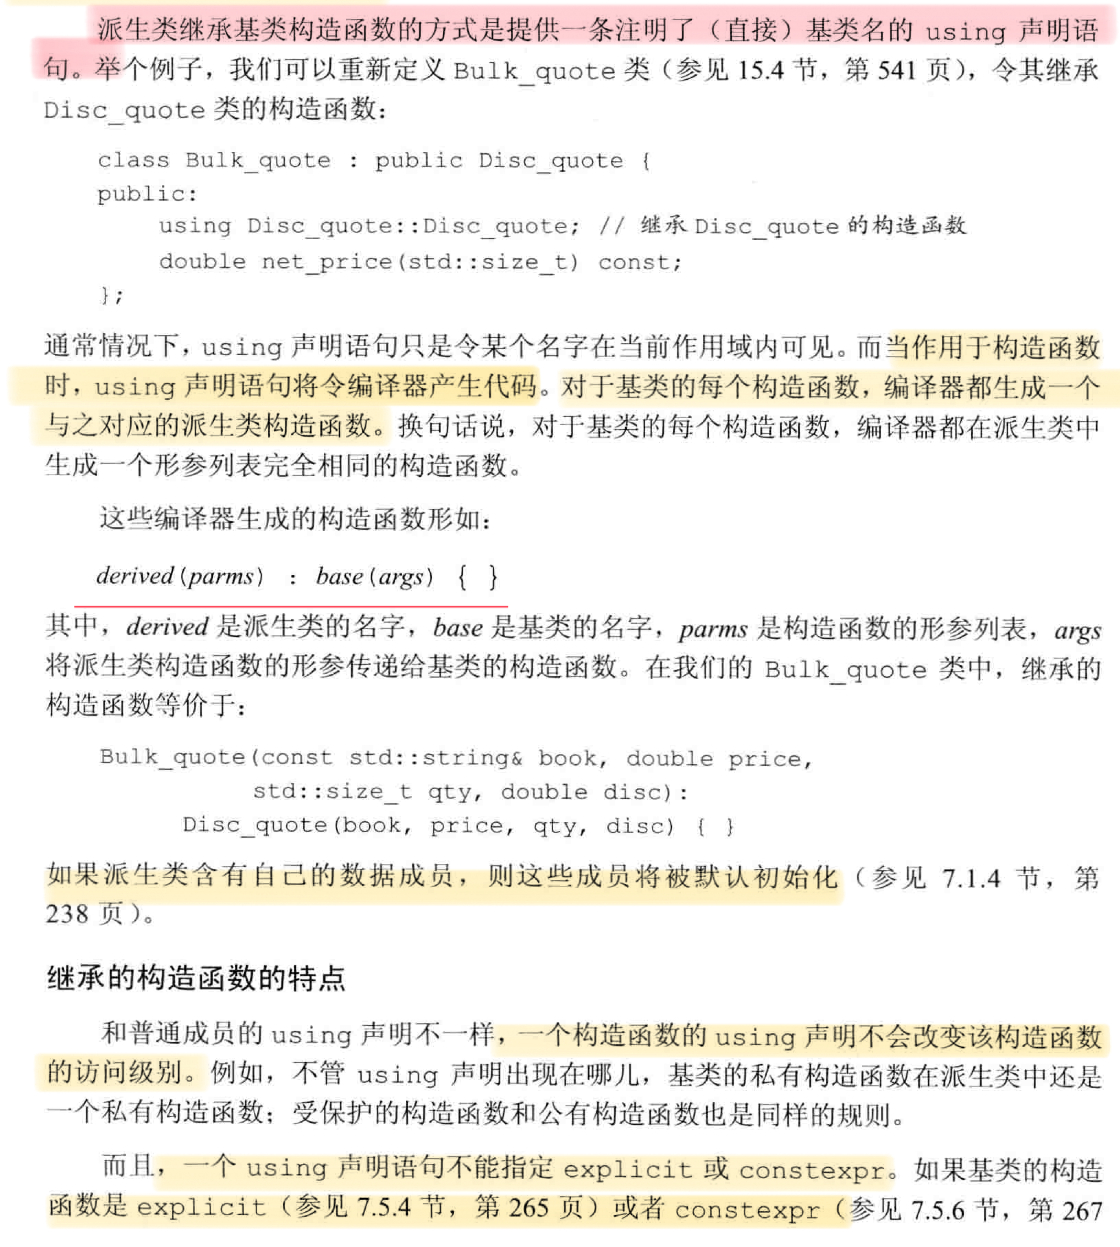 派生类继承基类构造函数的方式是提供一条注明了（直接）基类名的 using 声明语
句。举个例子，我们可以重新定义 Bulk_quote 类（参见 15.4 节，第 541 页），令其继承
Disc_quote 类的构造函数：
class Bulk_quote : public Disc_quote {
public:
    using Disc_quote::Disc_quote; // 继承 Disc_quote 的构造函数
    double net_price(std::size_t) const;
};
通常情况下，using 声明语句只是令某个名字在当前作用域内可见。而当作用于构造函数
时，using 声明语句将令编译器产生代码。对于基类的每个构造函数，编译器都生成一个
与之对应的派生类构造函数。换句话说，对于基类的每个构造函数，编译器都在派生类中
生成一个形参列表完全相同的构造函数。
这些编译器生成的构造函数形如：
derived(parms) : base(args) { }
其中，derived 是派生类的名字，base 是基类的名字，parms 是构造函数的形参列表，args
将派生类构造函数的形参传递给基类的构造函数。在我们的 Bulk_quote 类中，继承的
构造函数等价于：
Bulk_quote(const std::string& book, double price,
           std::size_t qty, double disc):
      Disc_quote(book, price, qty, disc) { }
如果派生类含有自己的数据成员，则这些成员将被默认初始化（参见 7.1.4 节，第
238 页）。
继承的构造函数的特点
和普通成员的 using 声明不一样，一个构造函数的 using 声明不会改变该构造函数
的访问级别。例如，不管 using 声明出现在哪儿，基类的私有构造函数在派生类中还是
一个私有构造函数；受保护的构造函数和公有构造函数也是同样的规则。
而且，一个 using 声明语句不能指定 explicit 或 constexpr。如果基类的构造
函数是 explicit（参见 7.5.4 节，第 265 页）或者 constexpr（参见 7.5.6 节，第 267